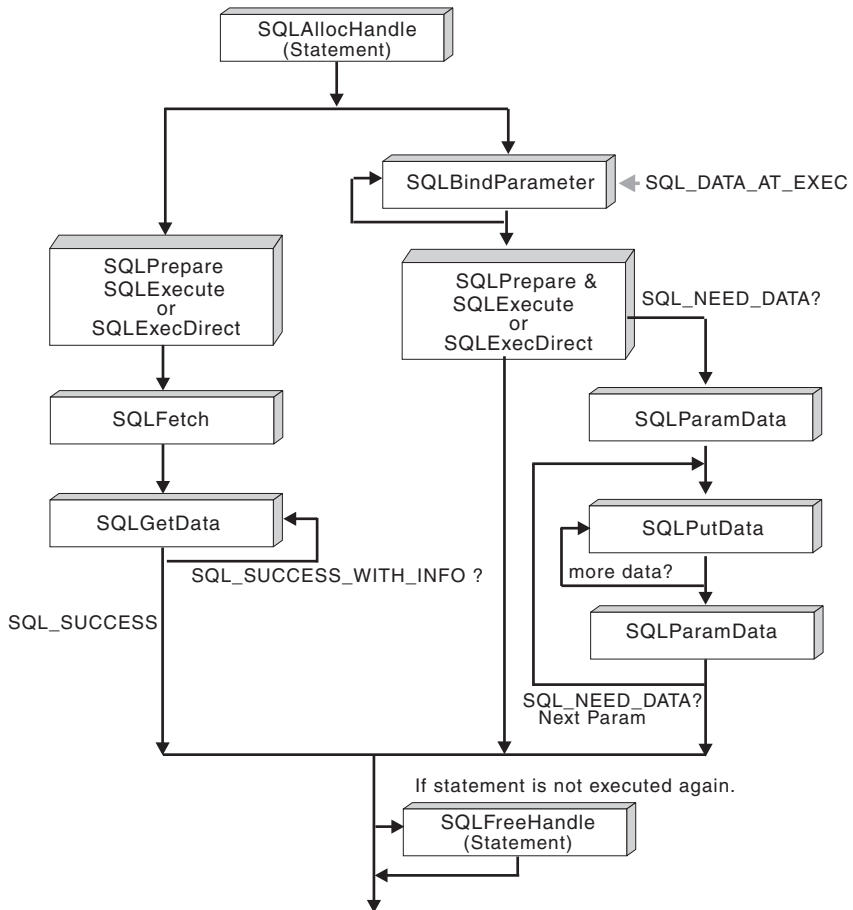 SQLAllocHandle
(Statement)
SQLBindParameter
SQL_DATA_AT_EXEC
SQLPrepare
SQLExecute
or
SQLExecDirect
SQLPrepare &
SQLExecute
or
SQLExecDirect
SQL_NEED_DATA?
SQLFetch
SQLParamData
SQLGetData
SQLPutData
SQL_SUCCESS_WITH_INFO ?
more data?
SQL_SUCCESS
SQLParamData
SQL_NEED_DATA?
Next Param
If statement is not executed again.
SQLFreeHandle
(Statement)